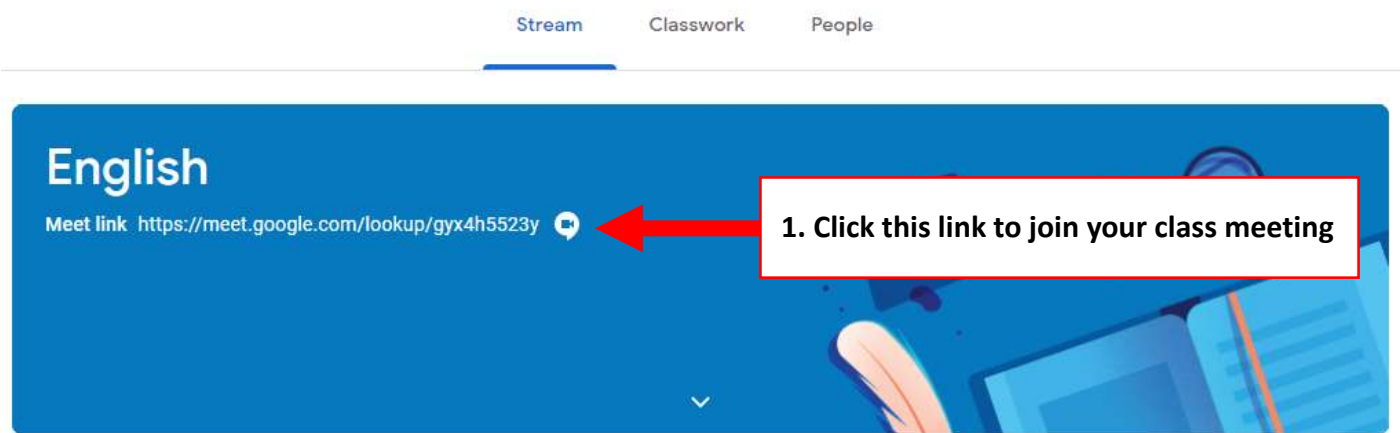 Stream Classwork People
English
Meet link https://meet.google.com/lookup/gyx4h5523y
1. Click this link to join your class meeting